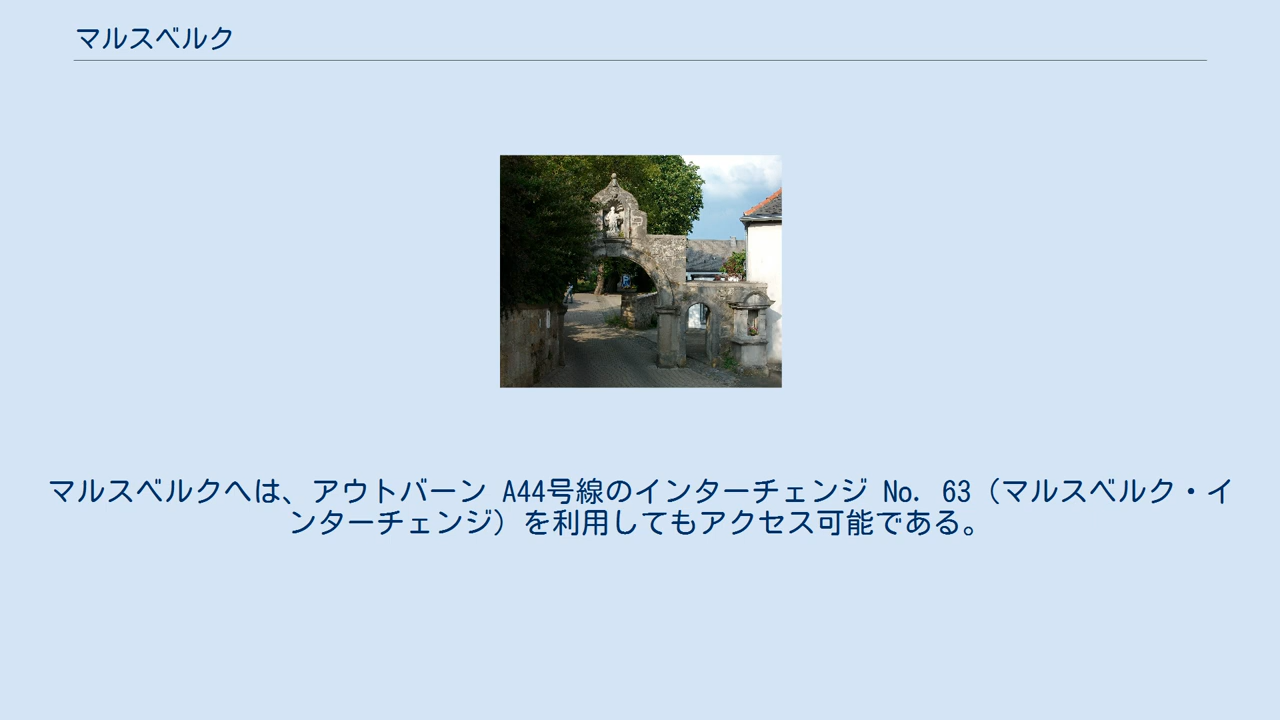 マルスベルク
マルスベルクへは、アウトバーン A44号線のインターチェンジ No. 63（マルスベルク・イ
ンターチェンジ）を利用してもアクセス可能である。